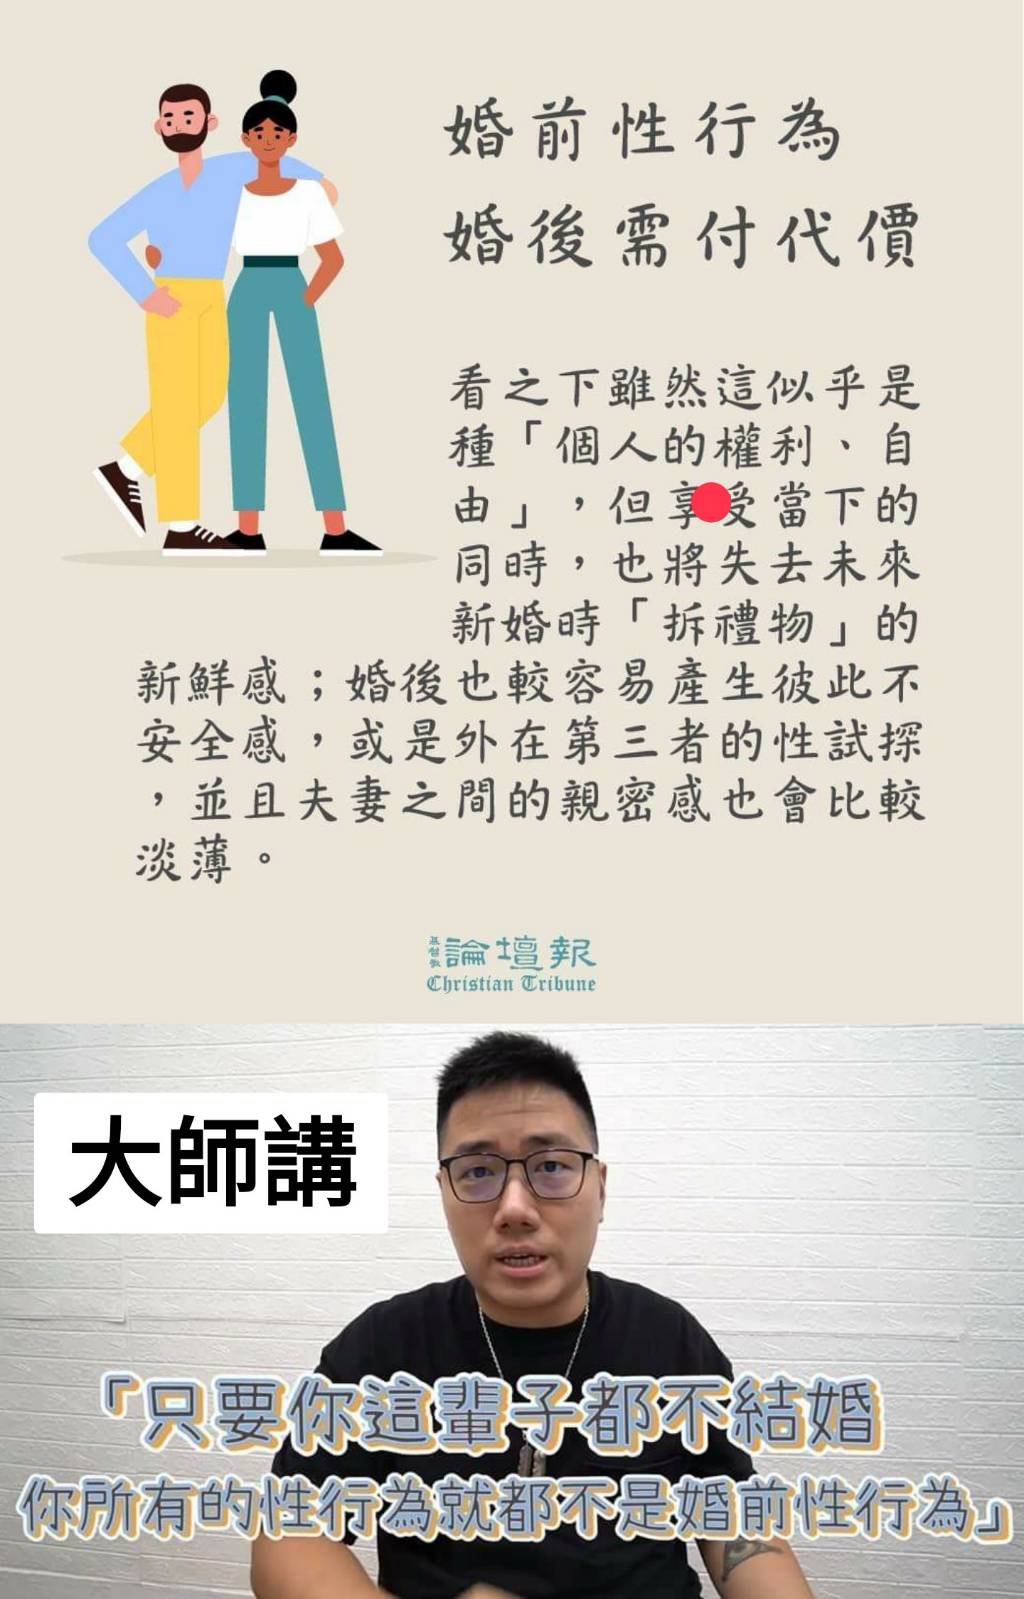 婚前性行為
婚後需付代價
看之下雖然這似乎是
種「個人的權利、自
由」，但享受當下的
同時，也將失去未來
新婚時「拆禮物」的
新鮮感；婚後也較容易產生彼此不
安全感，或是外在第三者的性試探
，並且夫妻之間的親密感也會比較
淡薄。
基督教論壇報
Christian Tribune
大師講
「只要你這輩子都不結婚
你所有的性行為就都不是婚前性行為」